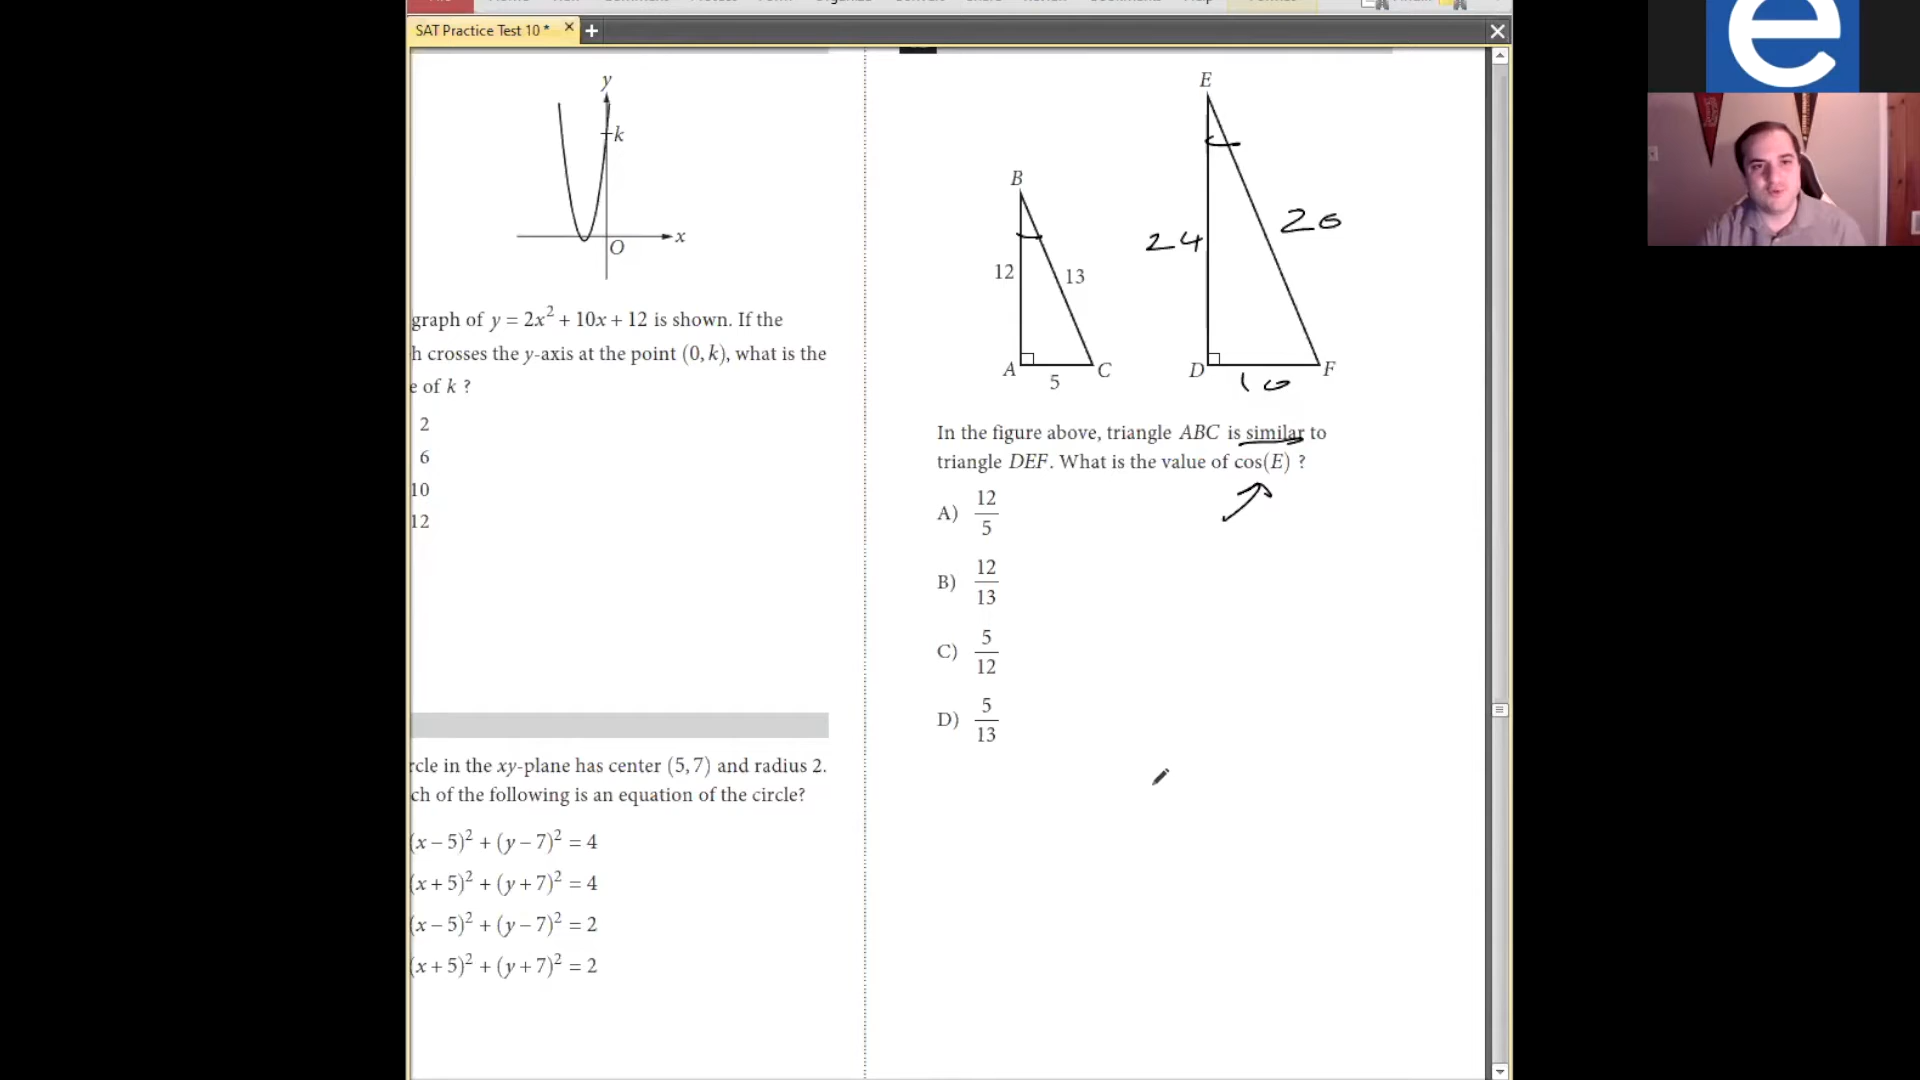 SAT Practice Test 10 *
y
k
O
x
graph of y = 2x² + 10x + 12 is shown. If the
h crosses the y-axis at the point (0, k), what is the
e of k ?
2
6
10
12
rcle in the xy-plane has center (5, 7) and radius 2.
ch of the following is an equation of the circle?
(x – 5)² + (y – 7)² = 4
(x + 5)² + (y + 7)² = 4
(x – 5)² + (y – 7)² = 2
(x + 5)² + (y + 7)² = 2
B
12
13
A
5
C
E
24
26
D
10
F
In the figure above, triangle ABC is similar to
triangle DEF. What is the value of cos(E) ?
A) 12/5
B) 12/13
C) 5/12
D) 5/13
e